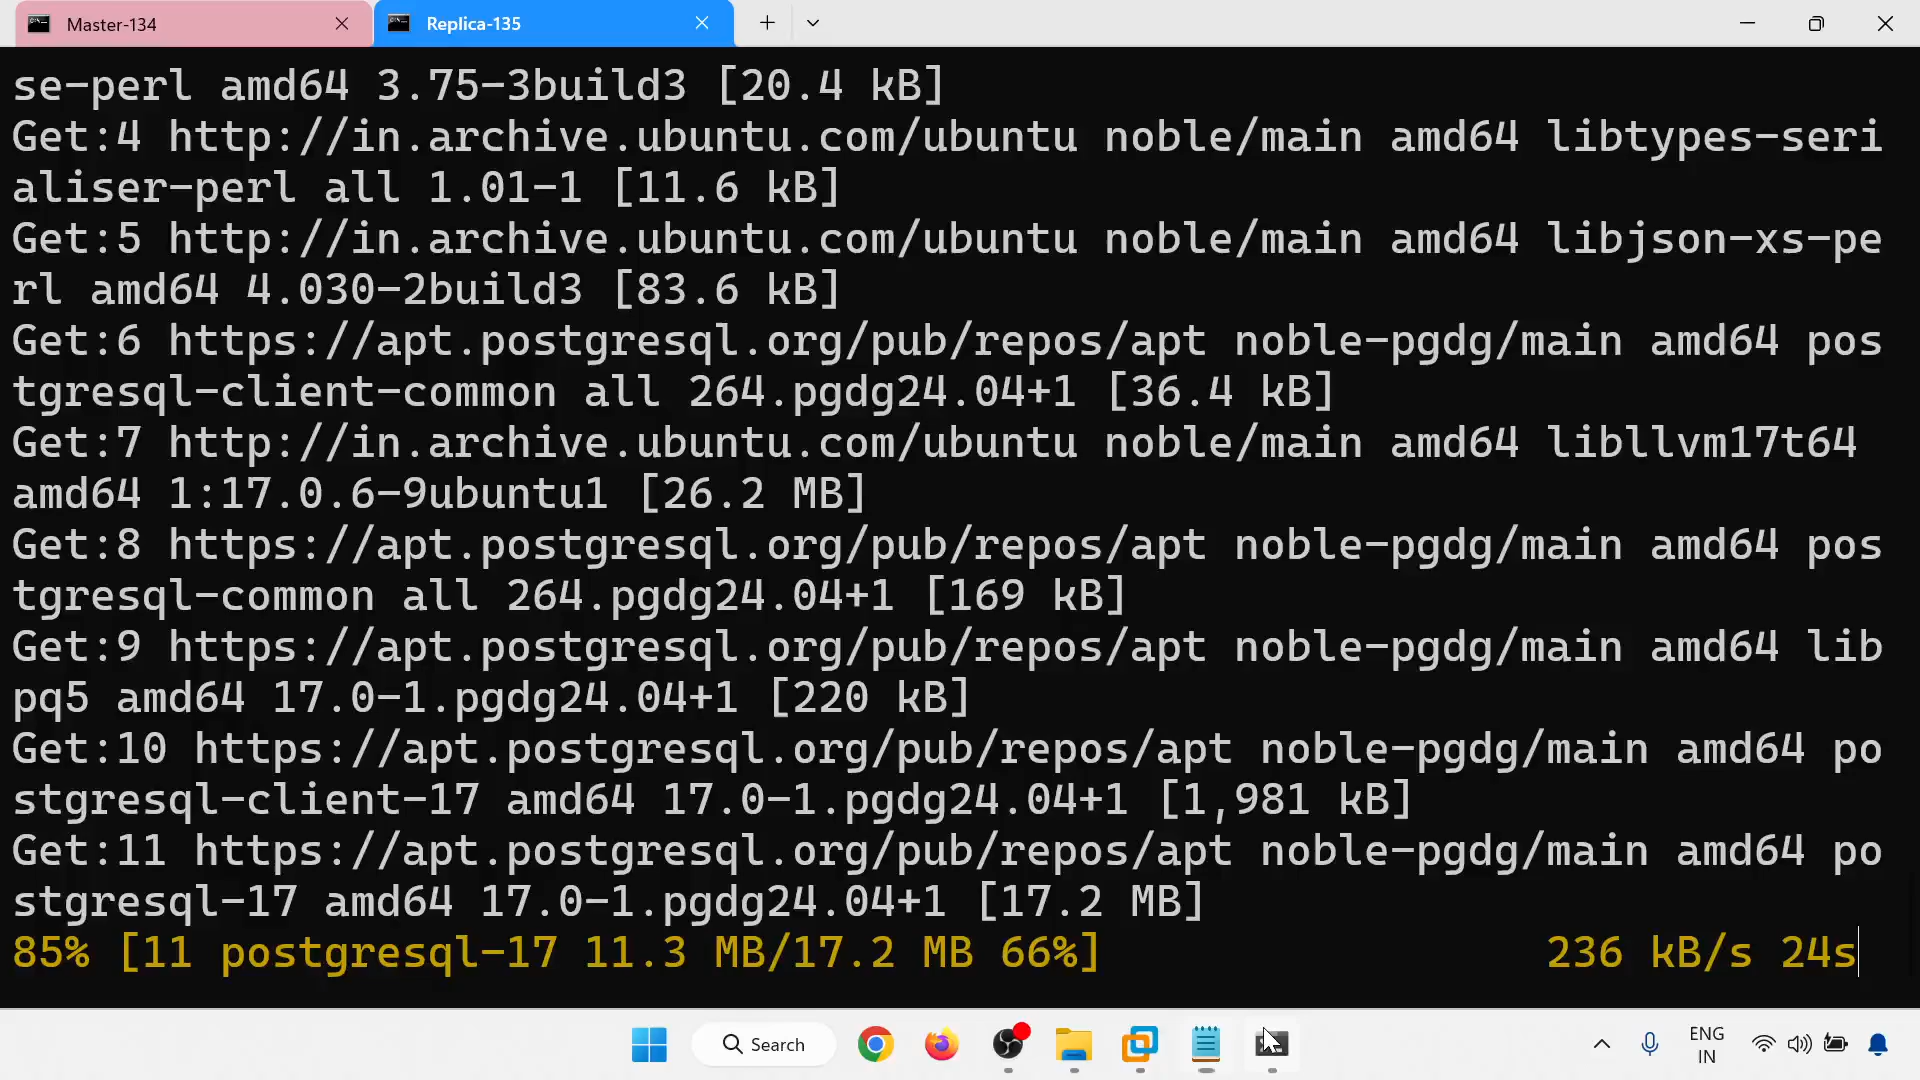 Master-134
Replica-135
se-perl amd64 3.75-3build3 [20.4 kB]
Get:4 http://in.archive.ubuntu.com/ubuntu noble/main amd64 libtypes-seri
aliser-perl all 1.01-1 [11.6 kB]
Get:5 http://in.archive.ubuntu.com/ubuntu noble/main amd64 libjson-xs-pe
rl amd64 4.030-2build3 [83.6 kB]
Get:6 https://apt.postgresql.org/pub/repos/apt noble-pgdg/main amd64 pos
tgresql-client-common all 264.pgdg24.04+1 [36.4 kB]
Get:7 http://in.archive.ubuntu.com/ubuntu noble/main amd64 libllvm17t64
amd64 1:17.0.6-9ubuntu1 [26.2 MB]
Get:8 https://apt.postgresql.org/pub/repos/apt noble-pgdg/main amd64 pos
tgresql-common all 264.pgdg24.04+1 [169 kB]
Get:9 https://apt.postgresql.org/pub/repos/apt noble-pgdg/main amd64 lib
pq5 amd64 17.0-1.pgdg24.04+1 [220 kB]
Get:10 https://apt.postgresql.org/pub/repos/apt noble-pgdg/main amd64 po
stgresql-client-17 amd64 17.0-1.pgdg24.04+1 [1,981 kB]
Get:11 https://apt.postgresql.org/pub/repos/apt noble-pgdg/main amd64 po
stgresql-17 amd64 17.0-1.pgdg24.04+1 [17.2 MB]
85% [11 postgresql-17 11.3 MB/17.2 MB 66%] 236 kB/s 24s
Search
ENG
IN